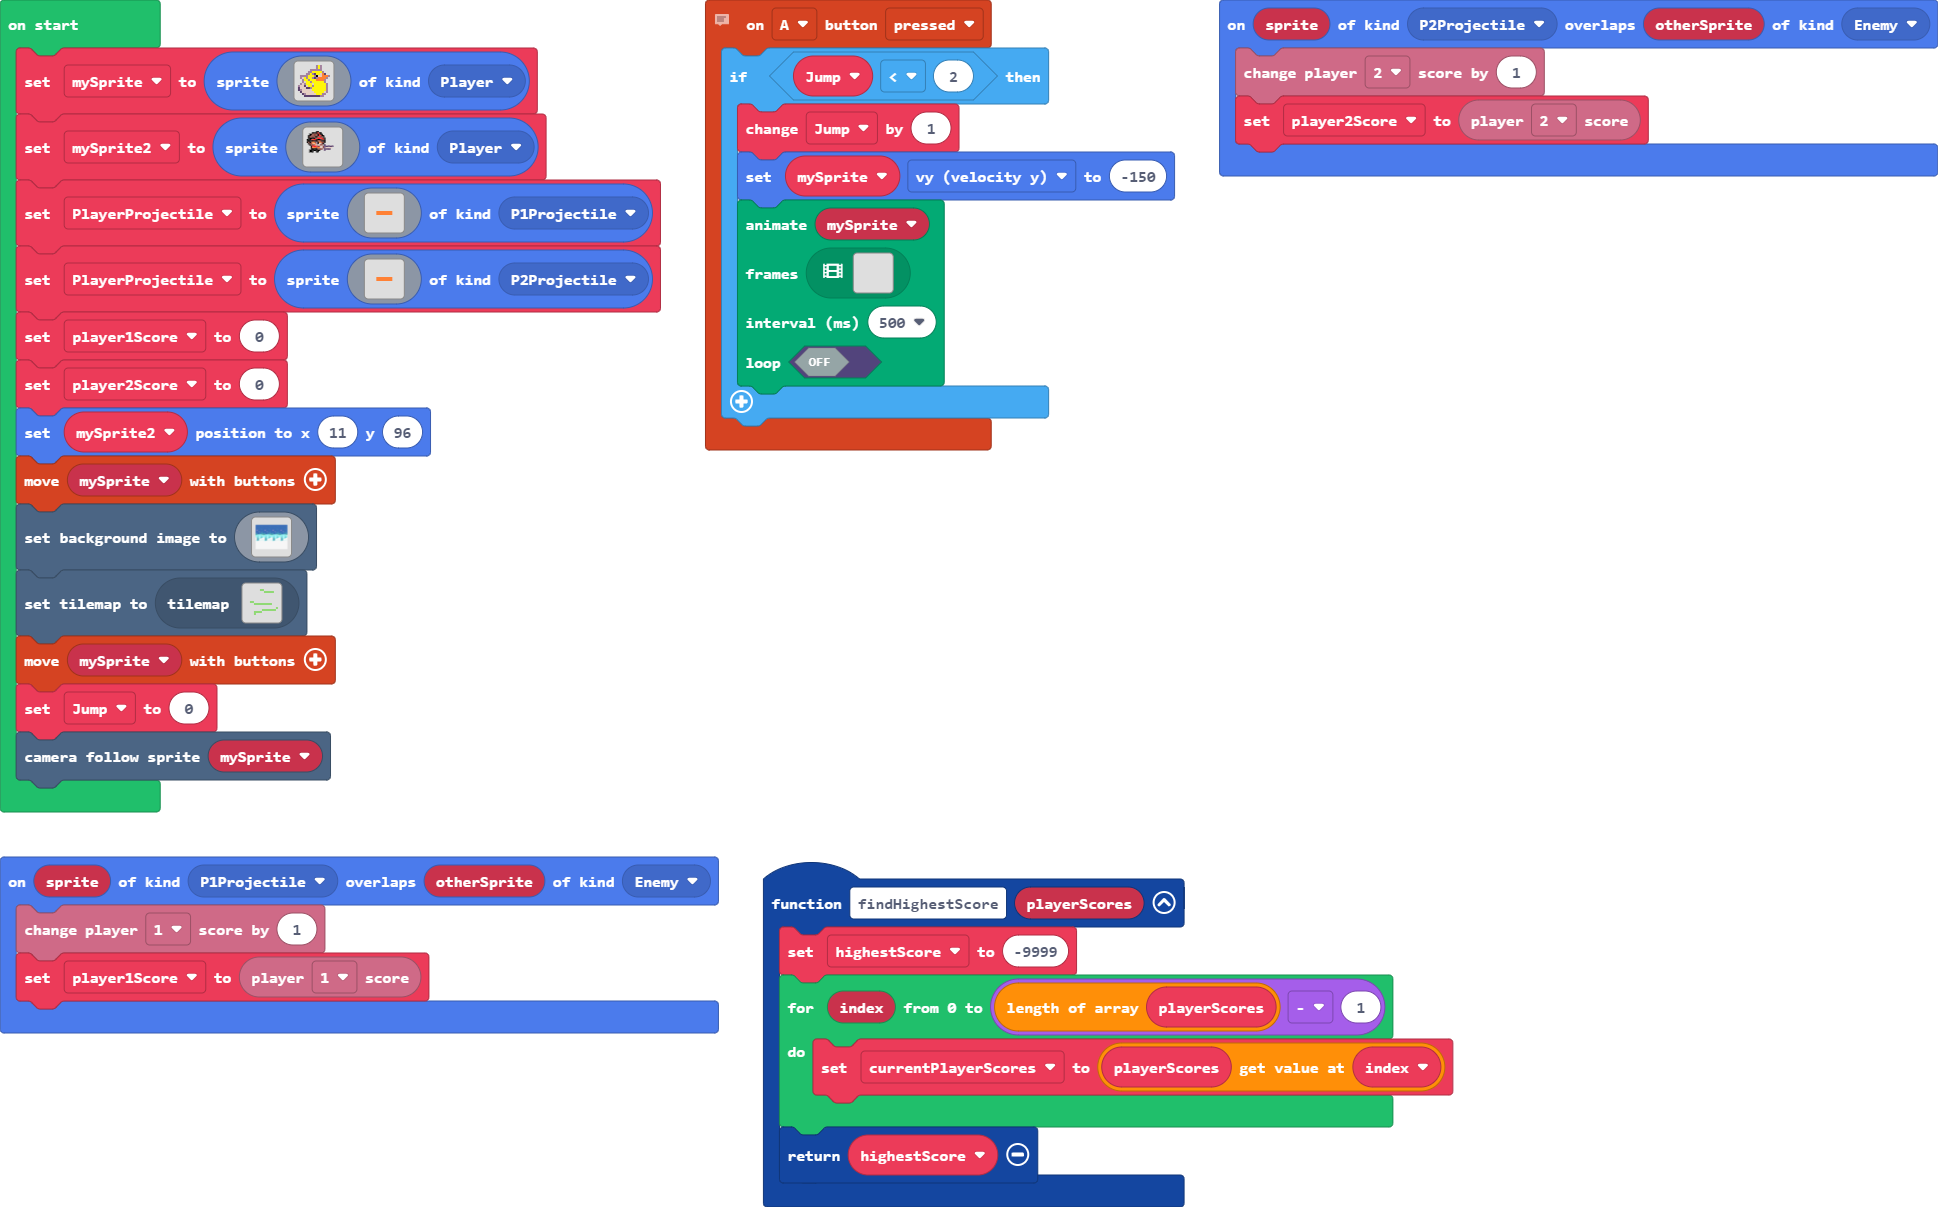 on start
set mySprite to sprite of kind Player
set mySprite2 to sprite of kind Player
set PlayerProjectile to sprite of kind P1Projectile
set PlayerProjectile to sprite of kind P2Projectile
set player1Score to 0
set player2Score to 0
set mySprite2 position to x 11 y 96
move mySprite with buttons
set background image to
set tilemap to tilemap
move mySprite with buttons
set Jump to 0
camera follow sprite mySprite
on A button pressed
if Jump < 2 then
change Jump by 1
set mySprite vy (velocity y) to -150
animate mySprite
frames
interval (ms) 500
loop OFF
on sprite of kind P2Projectile overlaps otherSprite of kind Enemy
change player 2 score by 1
set player2Score to player 2 score
on sprite of kind P1Projectile overlaps otherSprite of kind Enemy
change player 1 score by 1
set player1Score to player 1 score
function findHighestScore playerScores
set highestScore to -9999
for index from 0 to length of array playerScores - 1
do set currentPlayerScores to playerScores get value at index
return highestScore